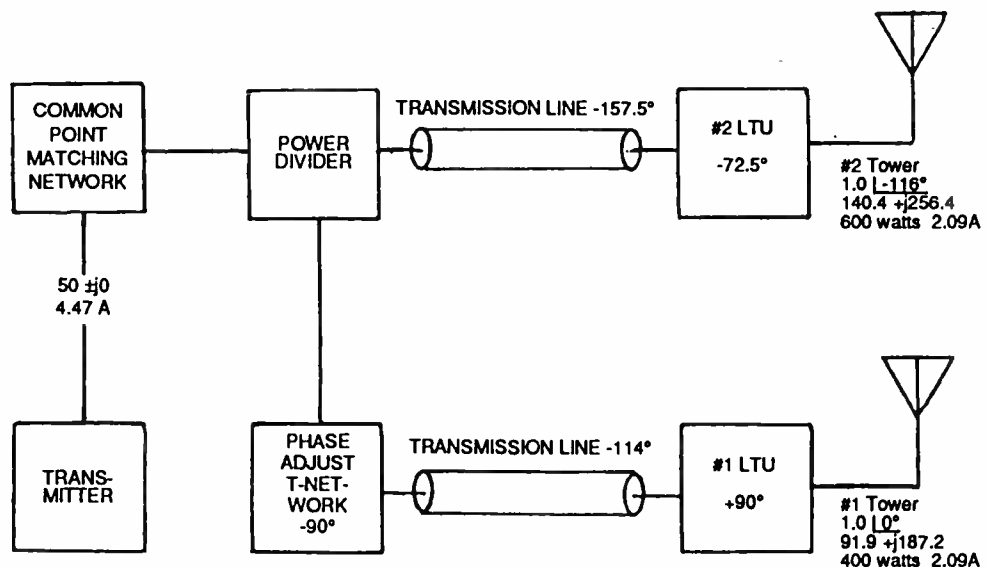 COMMON
POINT
MATCHING
NETWORK
POWER
DIVIDER
TRANSMISSION LINE -157.5°
#2 LTU
-72.5°
#2 Tower
1.0 |-116°
140.4 +j256.4
600 watts 2.09A
50 ±j0
4.47 A
TRANS-
MITTER
PHASE
ADJUST
T-NET-
WORK
-90°
TRANSMISSION LINE -114°
#1 LTU
+90°
#1 Tower
1.0 |0°
91.9 +j187.2
400 watts 2.09A